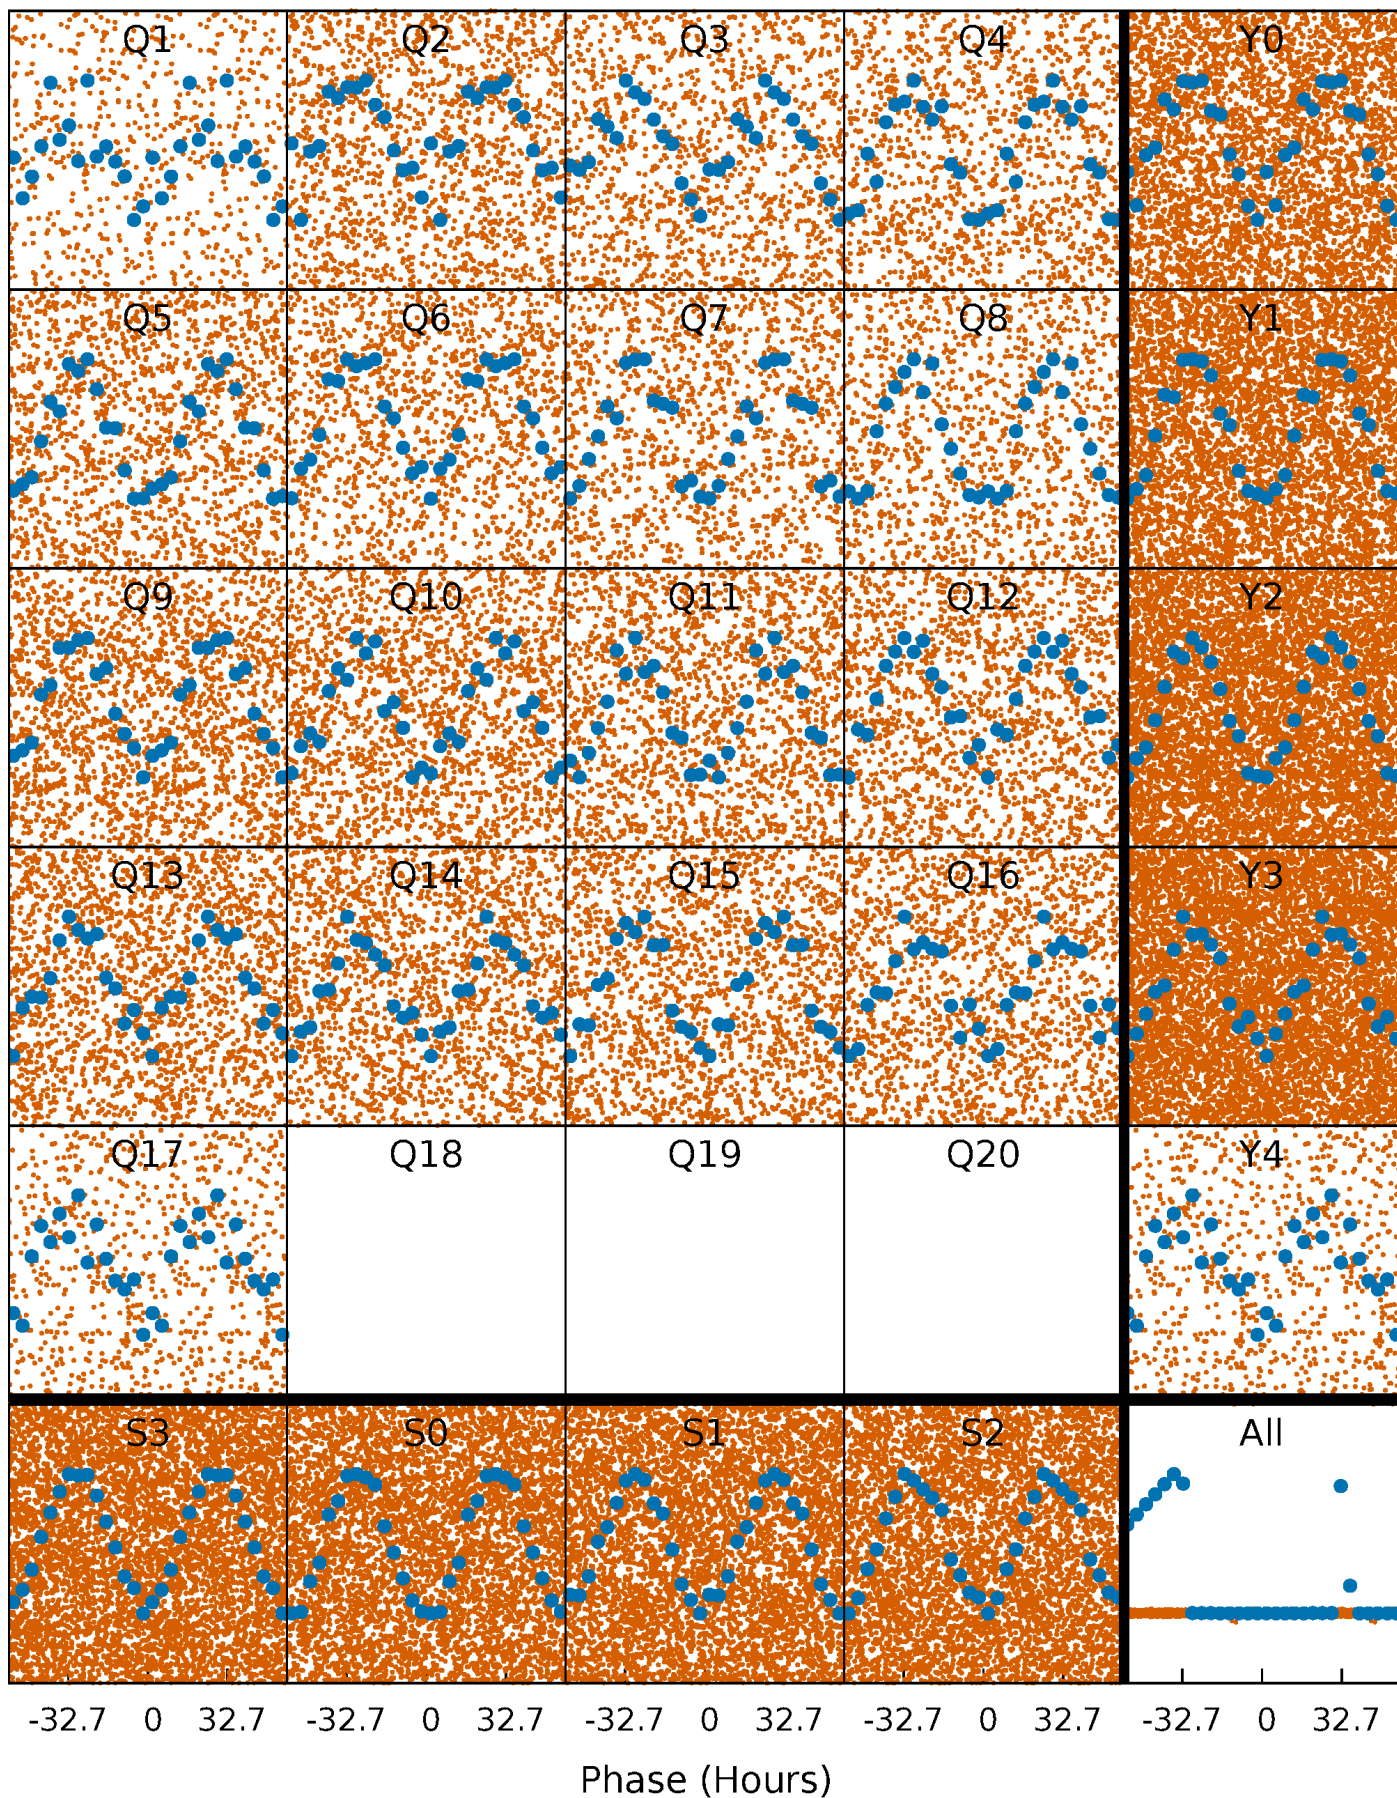 Q1 Q2 Q3 Q4 Y0
Q5 Q6 Q7 Q8 Y1
Q9 Q10 Q11 Q12 Y2
Q13 Q14 Q15 Q16 Y3
Q17 Q18 Q19 Q20 Y4
S3 S0 S1 S2 All
-32.7 0 32.7 -32.7 0 32.7 -32.7 0 32.7 -32.7 0 32.7 -32.7 0 32.7
Phase (Hours)